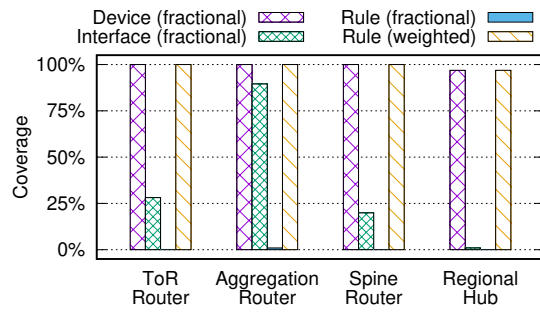 Device (fractional)
Interface (fractional)
Rule (fractional)
Rule (weighted)
Coverage
100%
75%
50%
25%
0%
ToR
Router
Aggregation
Router
Spine
Router
Regional
Hub